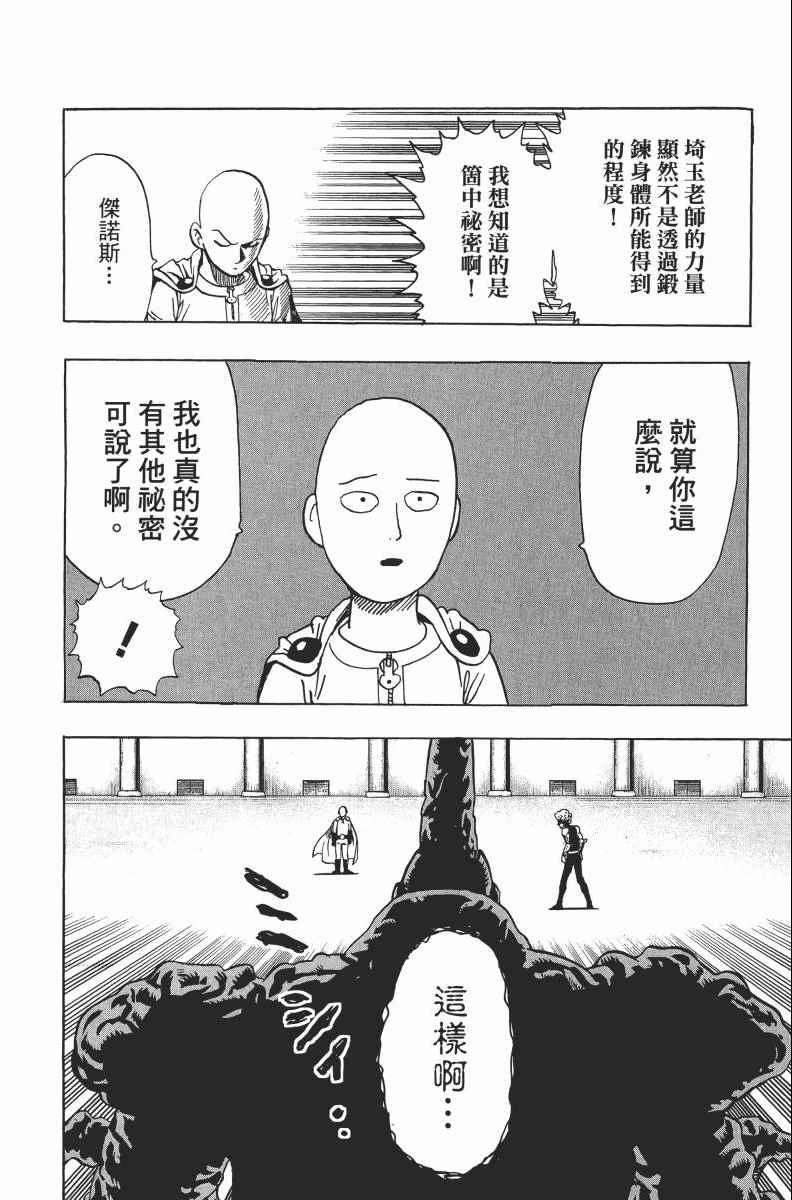 埼玉老師的力量
顯然不是透過鍛
鍊身體所能得到
的程度！
我想知道的是
箇中祕密啊！
傑諾斯…
就算你這
麼說，
我也真的沒
有其他祕密
可說了啊。
！
這樣啊…
シィ…